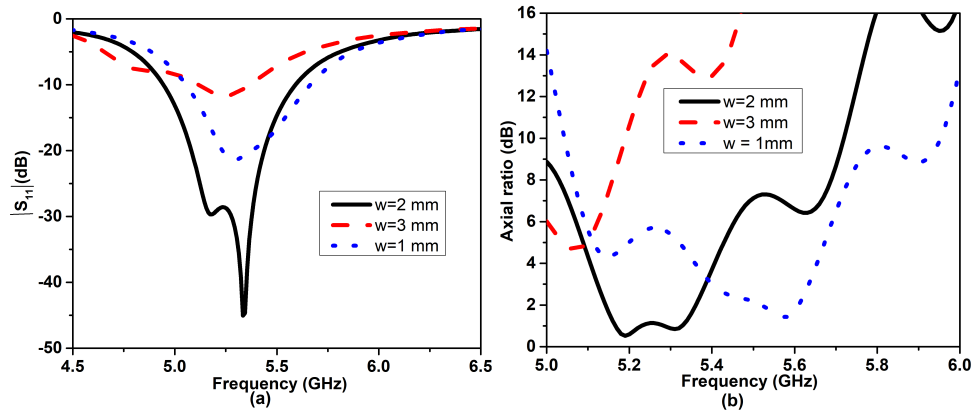 (a)
0
-10
-20
-30
-40
-50
|S11|(dB)
w=2 mm
w=3 mm
w=1 mm
4.5 5.0 5.5 6.0 6.5
Frequency (GHz)
(a)
b)
16
14
12
10
8
6
4
2
0
Axial ratio (dB)
w=2 mm
w=3 mm
w = 1mm
5.0 5.2 5.4 5.6 5.8 6.0
Frequency (GHz)
(b)